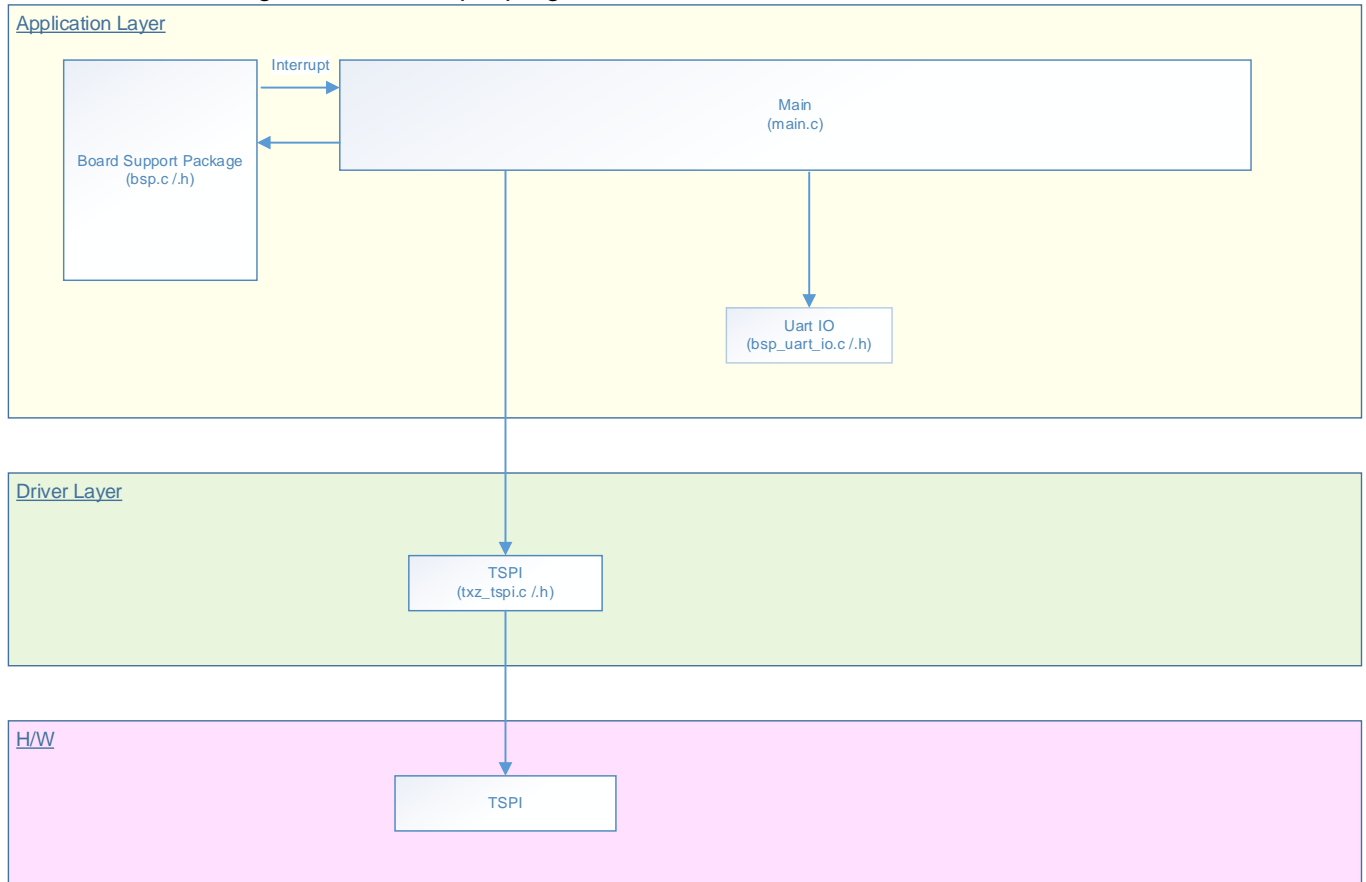 Application Layer
Interrupt
Main
(main.c)
Board Support Package
(bsp.c /.h)
Uart IO
(bsp_uart_io.c /.h)
Driver Layer
TSPI
(txz_tspi.c /.h)
H/W
TSPI